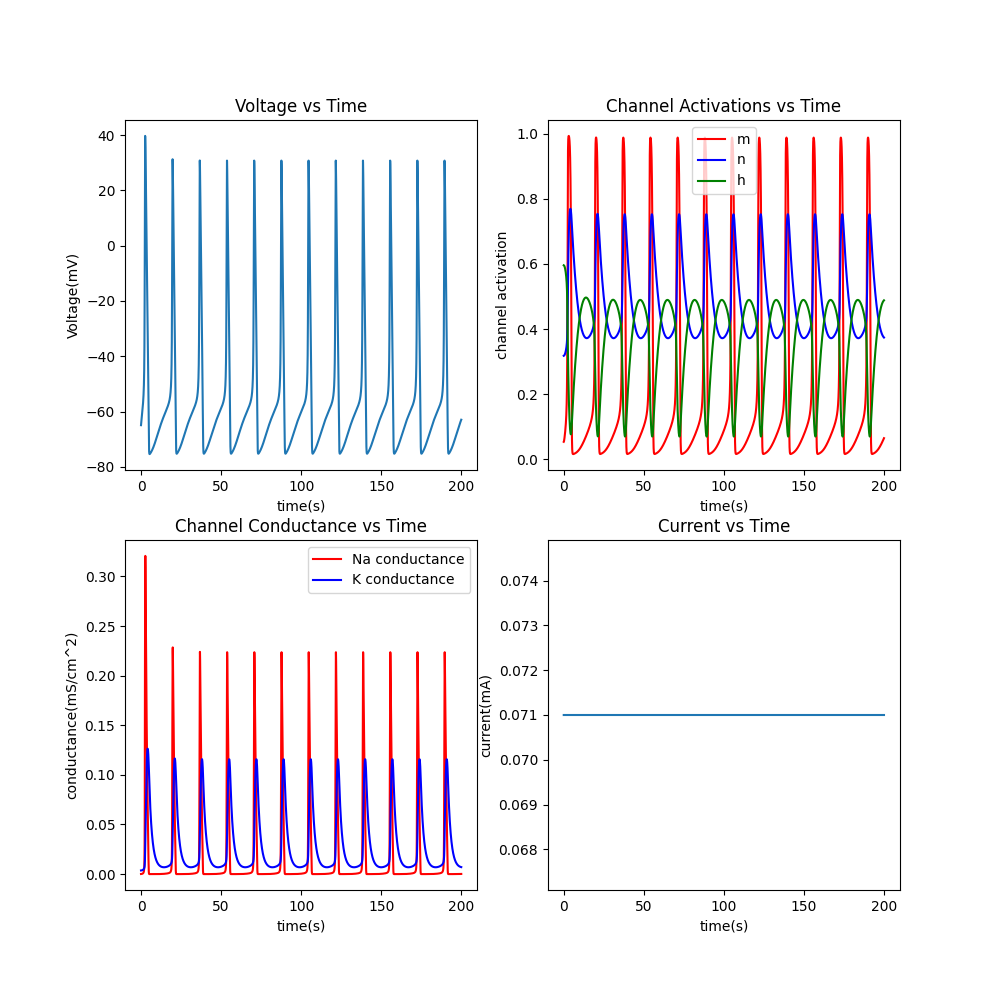 Voltage vs Time
40
20
0
−20
−40
−60
−80
Voltage(mV)
0 50 100 150 200
time(s)
Channel Activations vs Time
1.0
0.8
0.6
0.4
0.2
0.0
channel activation
m
n
h
0 50 100 150 200
time(s)
Channel Conductance vs Time
0.30
0.25
0.20
0.15
0.10
0.05
0.00
conductance(mS/cm^2)
Na conductance
K conductance
0 50 100 150 200
time(s)
Current vs Time
0.074
0.073
0.072
0.071
0.070
0.069
0.068
current(mA)
0 50 100 150 200
time(s)